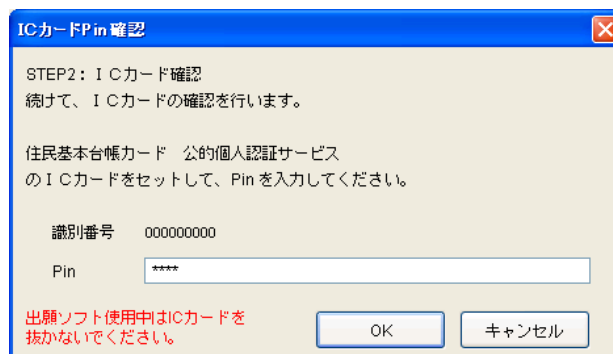 ICカードPin 確認
STEP2： ＩＣカード確認
続けて、ＩＣカードの確認を行います。
住民基本台帳カード　公的個人認証サービス
のＩＣカードをセットして、Pin を入力してください。
識別番号　000000000
Pin　****
出願ソフト使用中はICカードを
抜かないでください。
OK　キャンセル